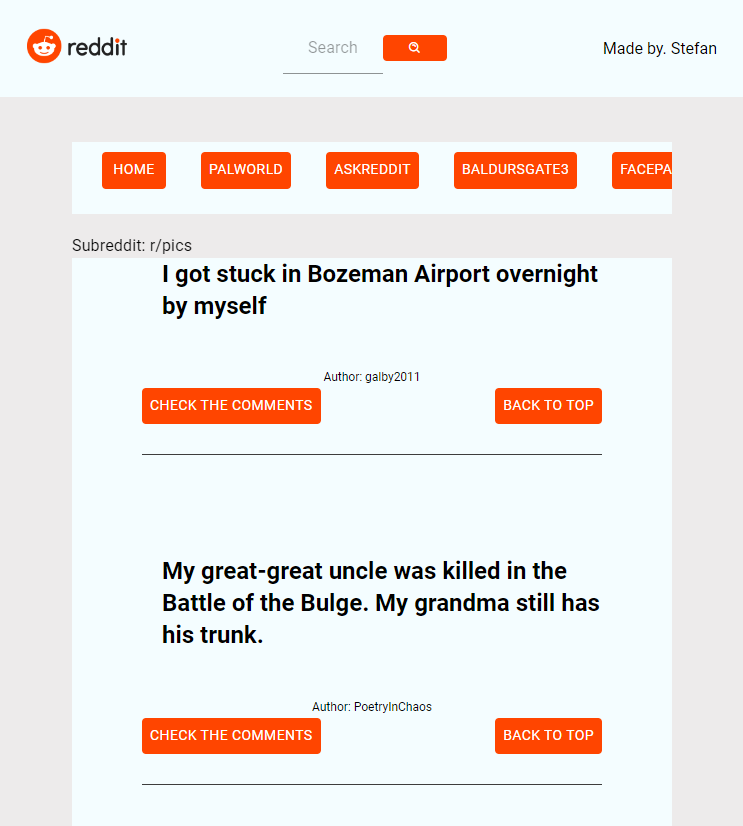 reddit
Search
Made by. Stefan
HOME PALWORLD ASKREDDIT BALDURSGATE3 FACEPA
Subreddit: r/pics
I got stuck in Bozeman Airport overnight
by myself
Author: galby2011
CHECK THE COMMENTS BACK TO TOP
My great-great uncle was killed in the
Battle of the Bulge. My grandma still has
his trunk.
Author: PoetryInChaos
CHECK THE COMMENTS BACK TO TOP